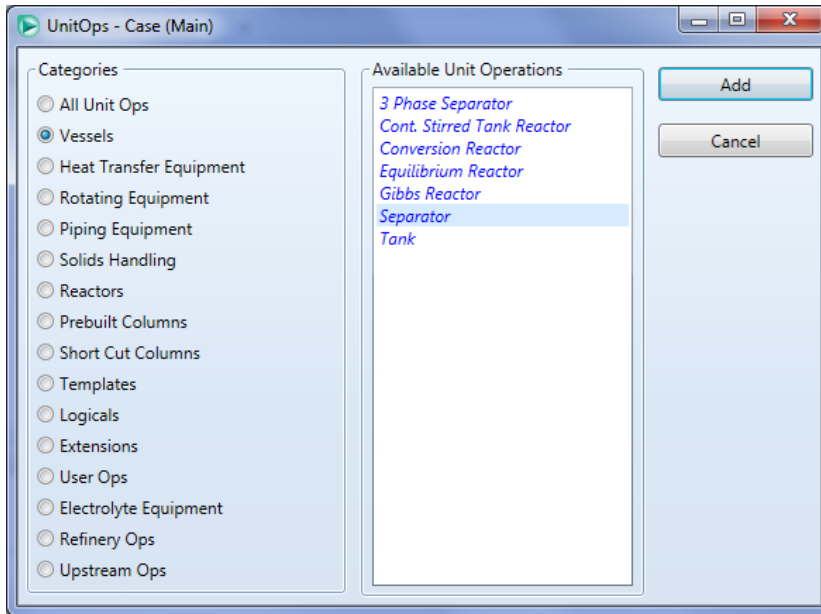 UnitOps - Case (Main)
Categories
All Unit Ops
Vessels
Heat Transfer Equipment
Rotating Equipment
Piping Equipment
Solids Handling
Reactors
Prebuilt Columns
Short Cut Columns
Templates
Logicals
Extensions
User Ops
Electrolyte Equipment
Refinery Ops
Upstream Ops
Available Unit Operations
3 Phase Separator
Cont. Stirred Tank Reactor
Conversion Reactor
Equilibrium Reactor
Gibbs Reactor
Separator
Tank
Add
Cancel